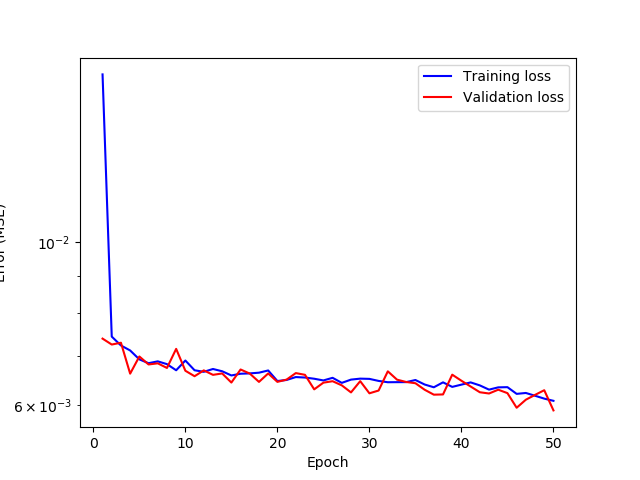 Training loss
Validation loss
10⁻²
6 × 10⁻³
Error (MSE)
0 10 20 30 40 50
Epoch